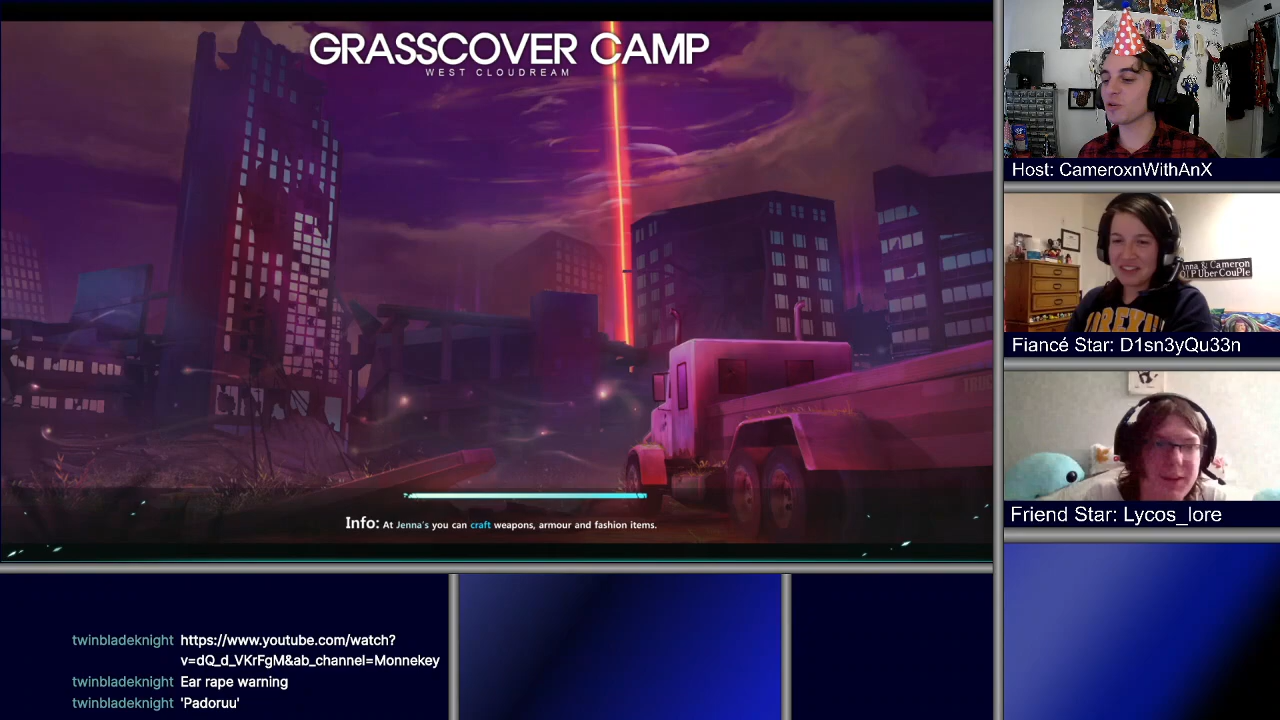 GRASSCOVER CAMP
WEST CLOUDREAM
Info: At Jenna's you can craft weapons, armour and fashion items.
Host: CameroxnWithAnX
Fiancé Star: D1sn3yQu33n
Friend Star: Lycos_lore
twinbladeknight https://www.youtube.com/watch?
v=dQ_d_VKrFgM&ab_channel=Monnekey
twinbladeknight Ear rape warning
twinbladeknight 'Padoruu'